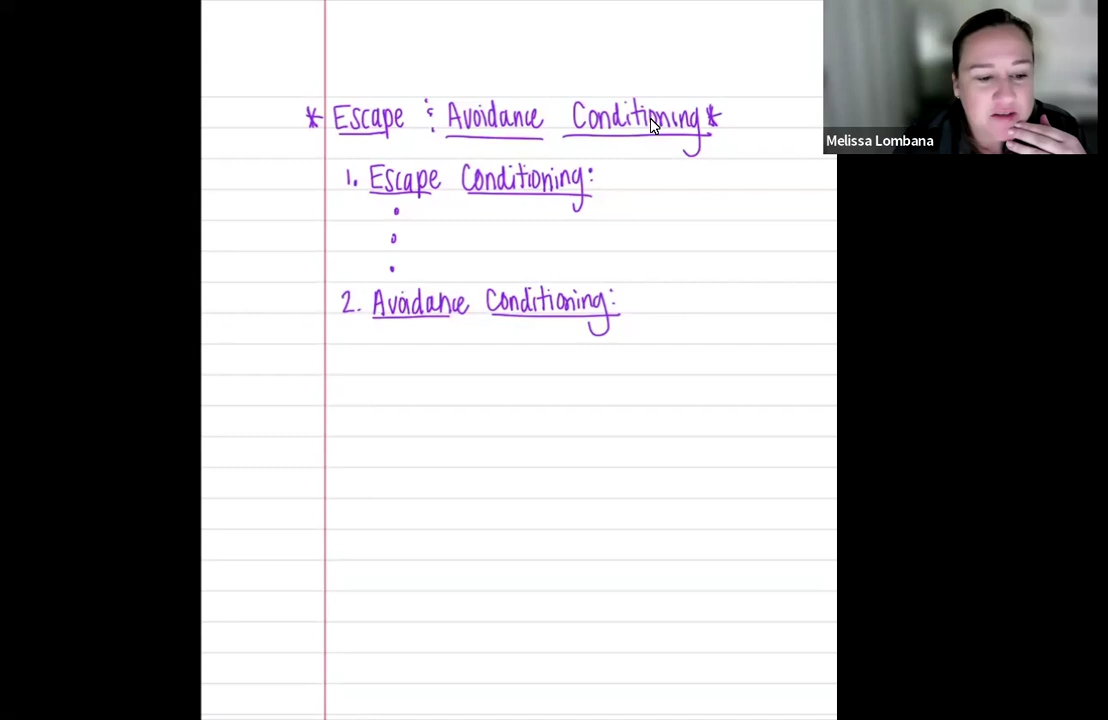 * Escape & Avoidance Conditioning *
Melissa Lombana
1. Escape Conditioning:
•
•
•
2. Avoidance Conditioning: